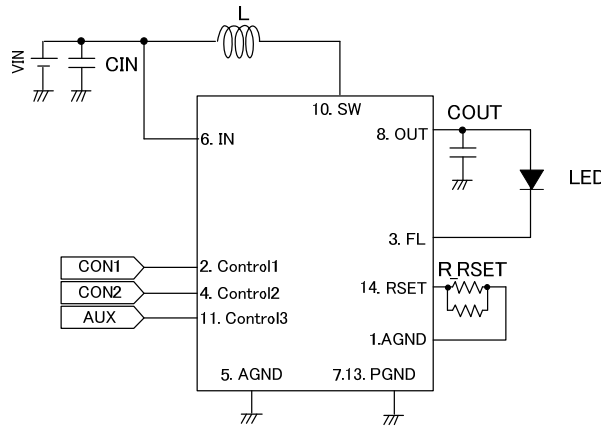 L
VIN
CIN
10. SW
COUT
8. OUT
6. IN
LED
3. FL
CON1
2. Control1
R_RSET
CON2
4. Control2
14. RSET
AUX
11. Control3
1.AGND
5. AGND
7.13. PGND